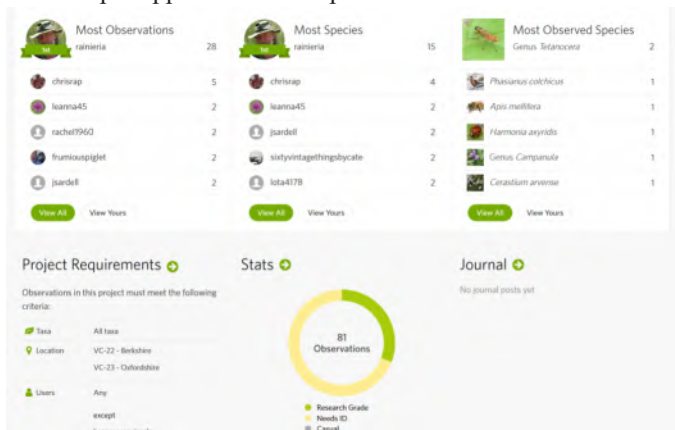 Most Observations
1st
rainieria 28
chrisrap 5
leanna45 2
rachel1960 2
frumiouspiglet 2
jsardell 2
View All View Yours
Most Species
1st
rainieria 15
chrisrap 4
leanna45 2
jsardell 2
sixtyvintagethingsbycate 2
lota4178 2
View All View Yours
Most Observed Species
Genus Tetanocera 2
Phasianus colchicus 1
Apis mellifera 1
Harmonia axyridis 1
Genus Campanula 1
Cerastium arvense 1
View All View Yours
Project Requirements
Observations in this project must meet the following
criteria:
Taxa All taxa
Location VC-22 - Berkshire
VC-23 - Oxfordshire
Users Any
except
Stats
81
Observations
Research Grade
Needs ID
Casual
Journal
No journal posts yet